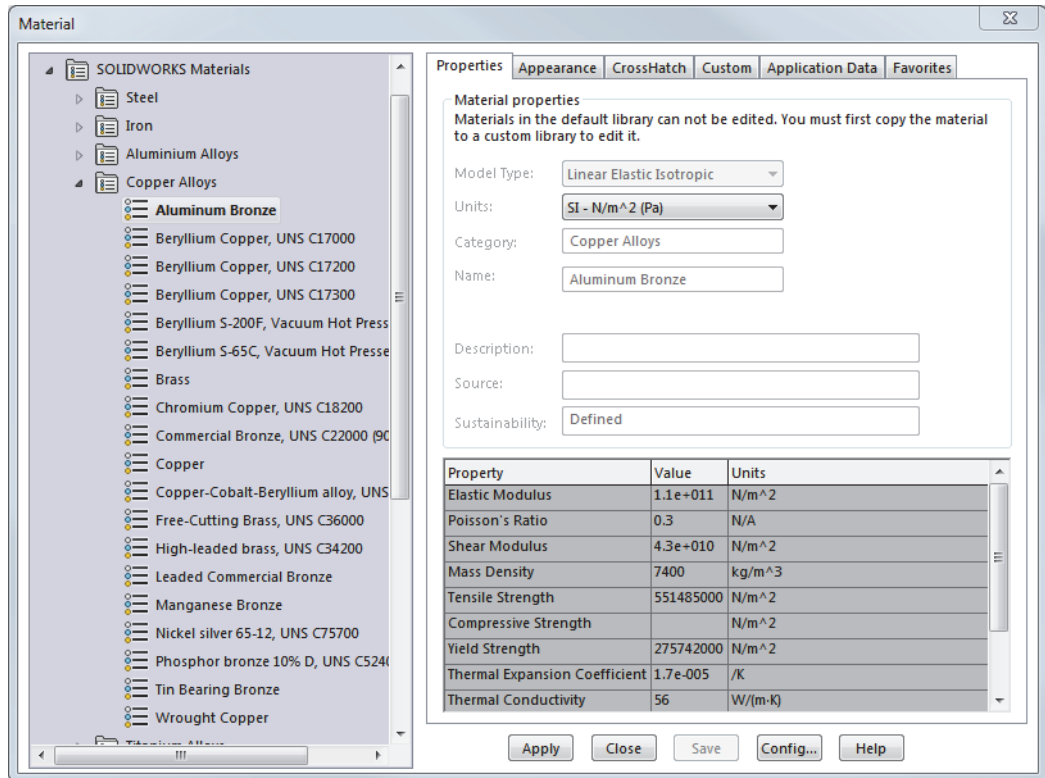 Material
SOLIDWORKS Materials
Steel
Iron
Aluminium Alloys
Copper Alloys
Aluminum Bronze
Beryllium Copper, UNS C17000
Beryllium Copper, UNS C17200
Beryllium Copper, UNS C17300
Beryllium S-200F, Vacuum Hot Press
Beryllium S-65C, Vacuum Hot Presse
Brass
Chromium Copper, UNS C18200
Commercial Bronze, UNS C22000 (90
Copper
Copper-Cobalt-Beryllium alloy, UNS
Free-Cutting Brass, UNS C36000
High-leaded brass, UNS C34200
Leaded Commercial Bronze
Manganese Bronze
Nickel silver 65-12, UNS C75700
Phosphor bronze 10% D, UNS C5240
Tin Bearing Bronze
Wrought Copper
Titanium Alloys
Properties Appearance CrossHatch Custom Application Data Favorites
Material properties
Materials in the default library can not be edited. You must first copy the material
to a custom library to edit it.
Model Type: Linear Elastic Isotropic
Units: SI - N/m^2 (Pa)
Category: Copper Alloys
Name: Aluminum Bronze
Description:
Source:
Sustainability: Defined
Property Value Units
Elastic Modulus 1.1e+011 N/m^2
Poisson's Ratio 0.3 N/A
Shear Modulus 4.3e+010 N/m^2
Mass Density 7400 kg/m^3
Tensile Strength 551485000 N/m^2
Compressive Strength N/m^2
Yield Strength 275742000 N/m^2
Thermal Expansion Coefficient 1.7e-005 /K
Thermal Conductivity 56 W/(m·K)
Apply Close Save Config... Help